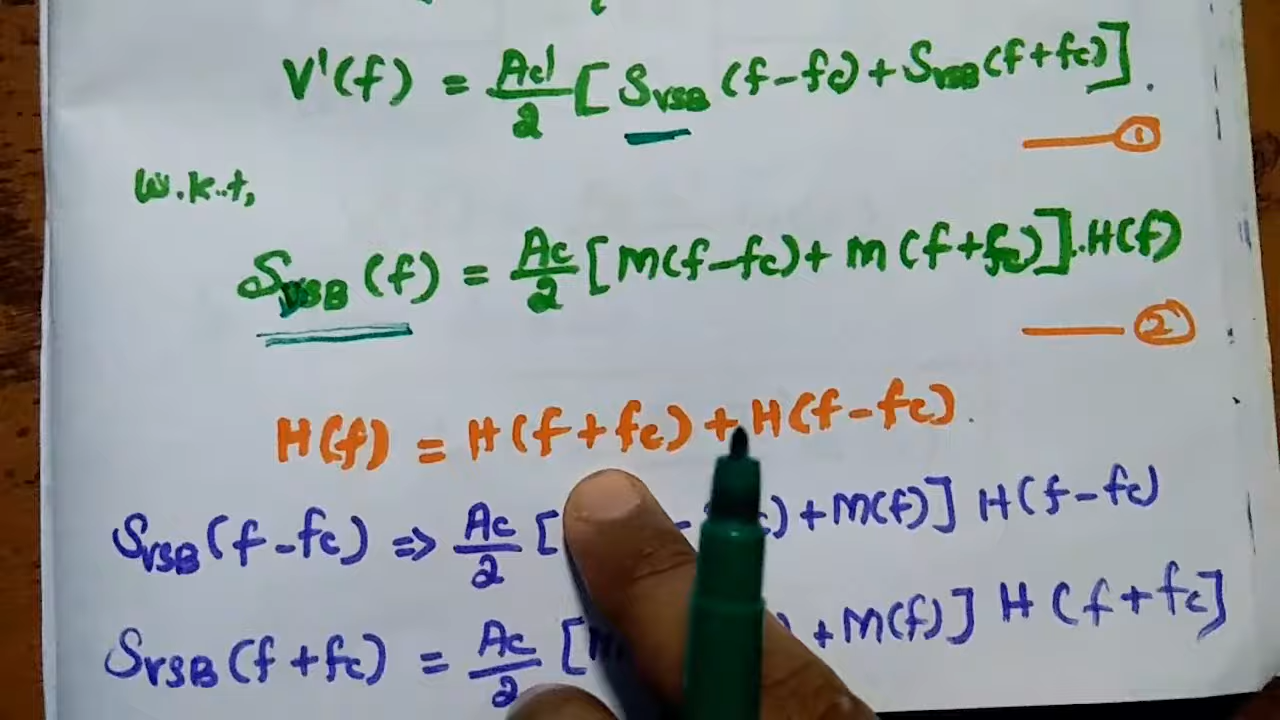 V'(f) = Ac'/2 [ SVSB (f-fc) + SVSB (f+fc) ] .
1
W.K.t,
SVSB (f) = Ac/2 [ M(f-fc) + M (f+fc) ] . H(f)
2
H(f) = H(f+fc) + H(f-fc) .
SVSB (f-fc) ⇒ Ac/2 [ ) + M(f) ] H(f-fc)
SVSB (f+fc) = Ac/2 [ ) + M(f) ] H (f+fc]